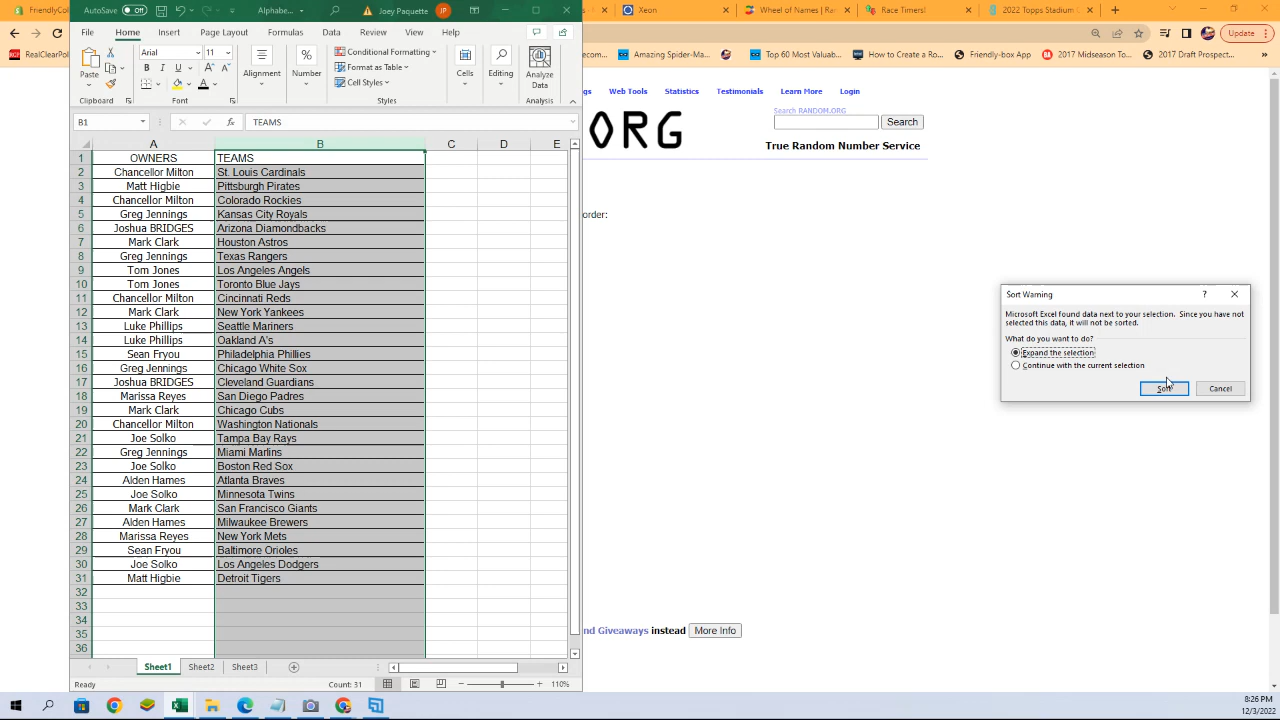 AutoSave Off Alphabe... Joey Paquette JP
Xeon Wheel of Names | R Race Timers! 2022 Topps Stadium C
File Home Insert Page Layout Formulas Data Review View Help
Update
RealClearPo
Amazing Spider-Ma... Top 60 Most Valuabl... How to Create a Ro... 2017 Midseason To... 2017 Draft Prospect...
Paste
Arial 11
B I U
A A
Alignment
%
Number
Conditional Formatting
Format as Table
Cell Styles
Cells
Editing
Analyze
Data
Clipboard Font Styles Analysis
gs Web Tools Statistics Testimonials Learn More Login
Search RANDOM.ORG
ORG
Search
True Random Number Service
B1 fx TEAMS
A B C D E
1 OWNERS TEAMS
2 Chancellor Milton St. Louis Cardinals
3 Matt Higbie Pittsburgh Pirates
4 Chancellor Milton Colorado Rockies
5 Greg Jennings Kansas City Royals
6 Joshua BRIDGES Arizona Diamondbacks
7 Mark Clark Houston Astros
8 Greg Jennings Texas Rangers
9 Tom Jones Los Angeles Angels
10 Tom Jones Toronto Blue Jays
11 Chancellor Milton Cincinnati Reds
12 Mark Clark New York Yankees
13 Luke Phillips Seattle Mariners
14 Luke Phillips Oakland A's
15 Sean Fryou Philadelphia Phillies
16 Greg Jennings Chicago White Sox
17 Joshua BRIDGES Cleveland Guardians
18 Marissa Reyes San Diego Padres
19 Mark Clark Chicago Cubs
20 Chancellor Milton Washington Nationals
21 Joe Solko Tampa Bay Rays
22 Greg Jennings Miami Marlins
23 Joe Solko Boston Red Sox
24 Alden Hames Atlanta Braves
25 Joe Solko Minnesota Twins
26 Mark Clark San Francisco Giants
27 Alden Hames Milwaukee Brewers
28 Marissa Reyes New York Mets
29 Sean Fryou Baltimore Orioles
30 Joe Solko Los Angeles Dodgers
31 Matt Higbie Detroit Tigers
32
33
34
35
36
order:
Sort Warning ?
Microsoft Excel found data next to your selection. Since you have not
selected this data, it will not be sorted.
What do you want to do?
Expand the selection
Continue with the current selection
Sort Cancel
nd Giveaways instead More Info
Sheet1 Sheet2 Sheet3
Ready Count: 31 110%
8:26 PM
12/3/2022